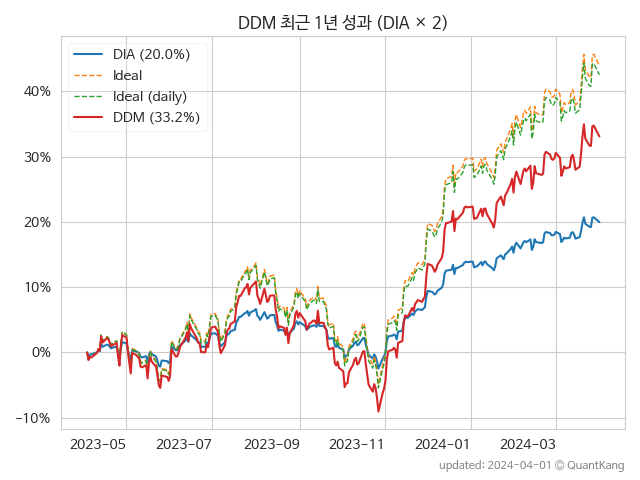 DDM 최근 1년 성과 (DIA × 2)
DIA (20.0%)
Ideal
Ideal (daily)
DDM (33.2%)
40%
30%
20%
10%
0%
−10%
2023-05 2023-07 2023-09 2023-11 2024-01 2024-03
updated: 2024-04-01 © QuantKang